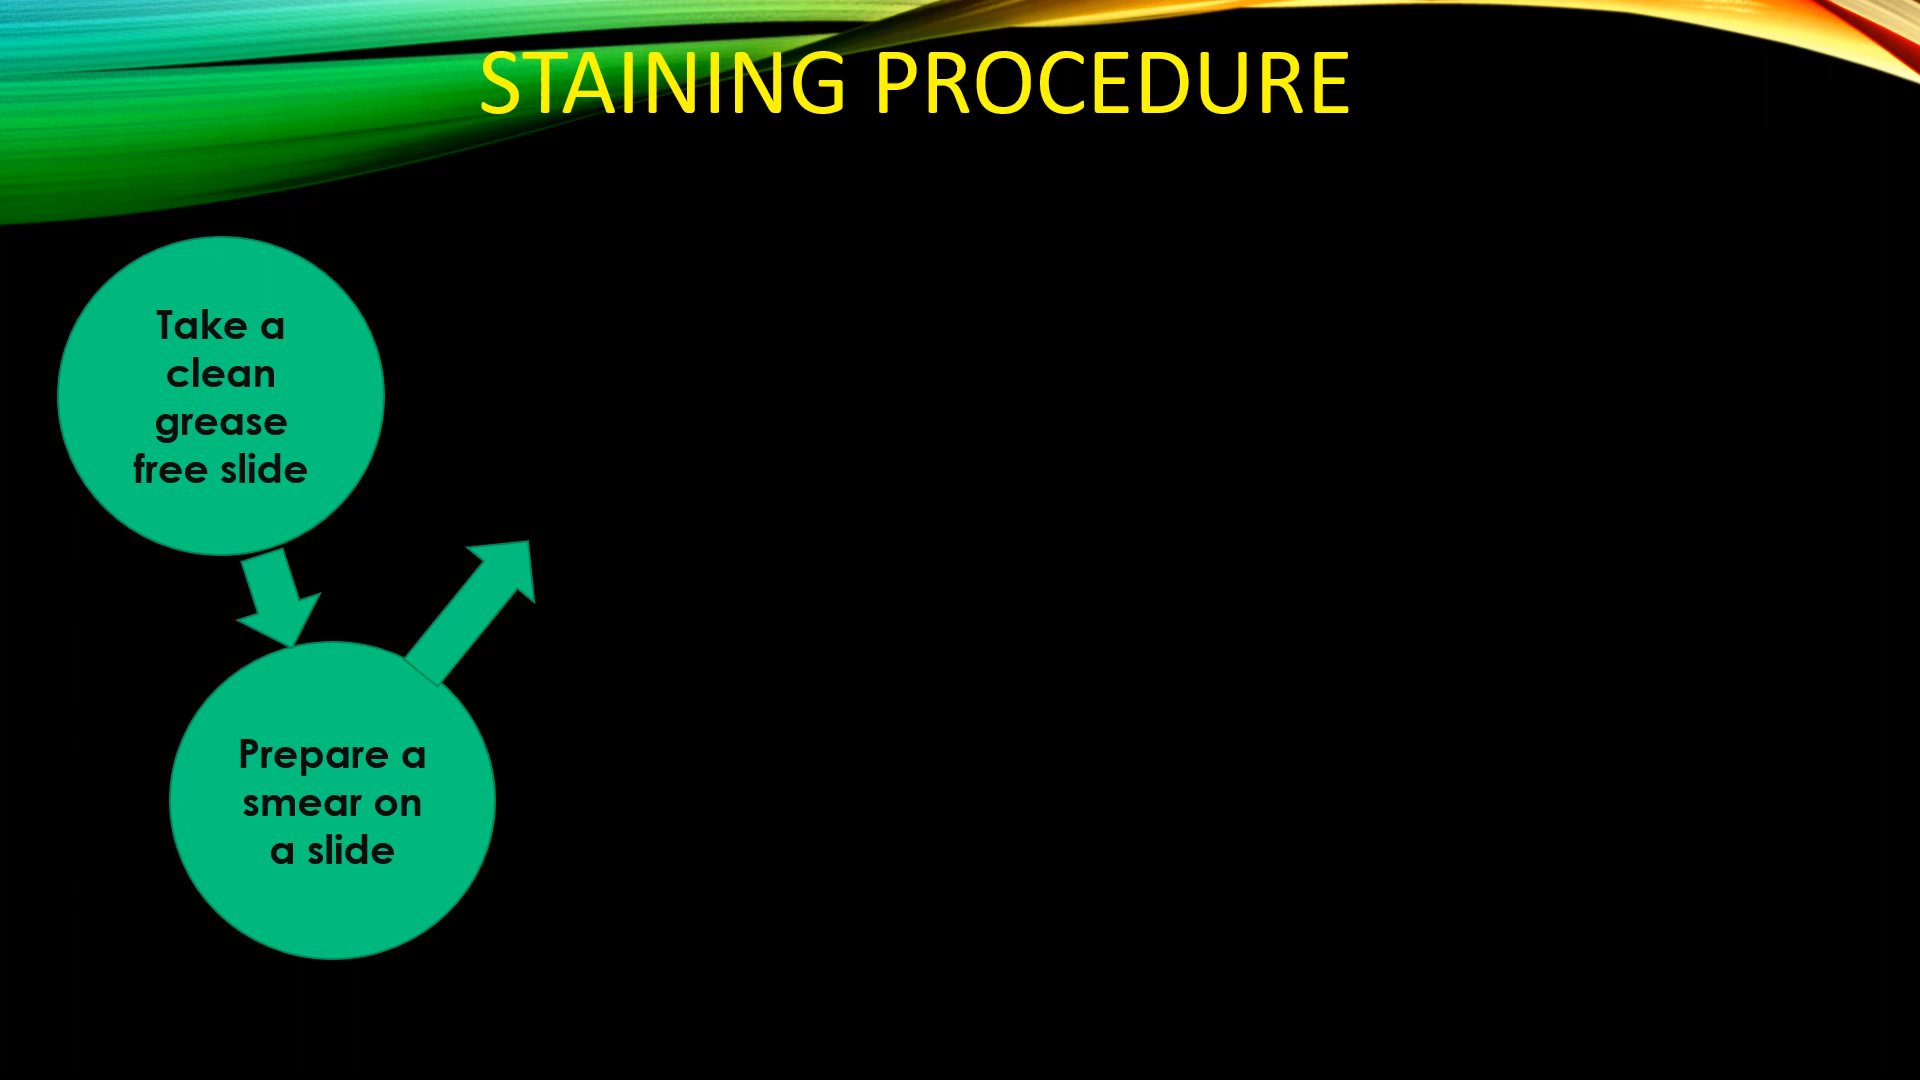 STAINING PROCEDURE
Take a
clean
grease
free slide
Prepare a
smear on
a slide